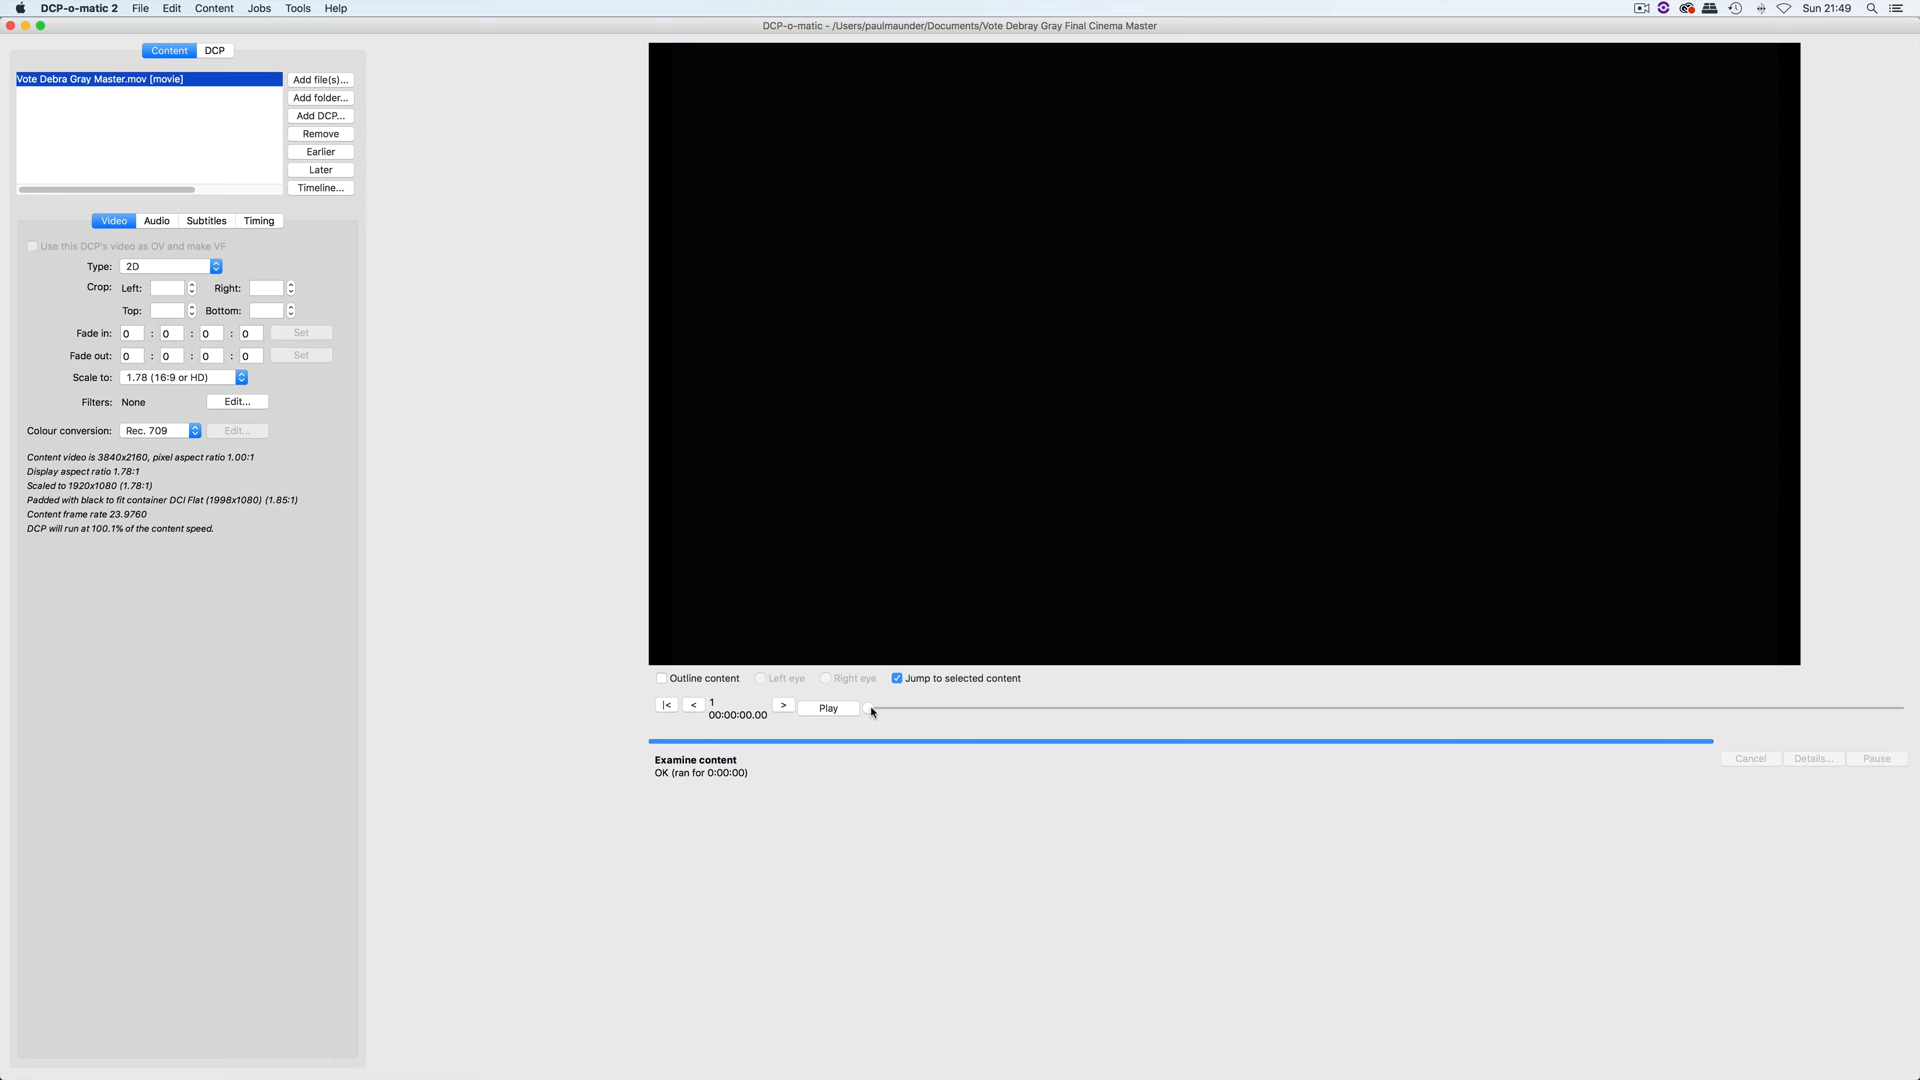 DCP-o-matic 2 File Edit Content Jobs Tools Help Sun 21:49
DCP-o-matic - /Users/paulmaunder/Documents/Vote Debray Gray Final Cinema Master
Content DCP
Vote Debra Gray Master.mov [movie]
Add file(s)...
Add folder...
Add DCP...
Remove
Earlier
Later
Timeline...
Video Audio Subtitles Timing
Use this DCP's video as OV and make VF
Type: 2D
Crop: Left: Right:
Top: Bottom:
Fade in: 0 : 0 : 0 : 0 Set
Fade out: 0 : 0 : 0 : 0 Set
Scale to: 1.78 (16:9 or HD)
Filters: None Edit...
Colour conversion: Rec. 709 Edit...
Content video is 3840x2160, pixel aspect ratio 1.00:1
Display aspect ratio 1.78:1
Scaled to 1920x1080 (1.78:1)
Padded with black to fit container DCI Flat (1998x1080) (1.85:1)
Content frame rate 23.9760
DCP will run at 100.1% of the content speed.
Outline content Left eye Right eye Jump to selected content
|< < 1 > Play
00:00:00.00
Examine content
OK (ran for 0:00:00)
Cancel Details... Pause